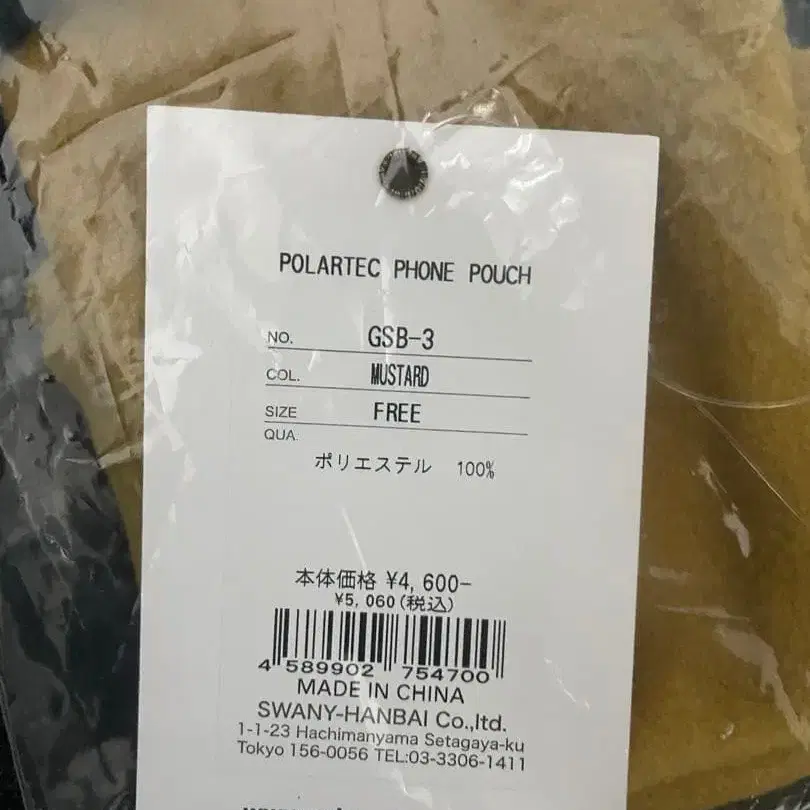 POLARTEC PHONE POUCH
NO. GSB-3
COL. MUSTARD
SIZE FREE
QUA.
ポリエステル 100%
本体価格 ¥4,600-
¥5,060(税込)
4 589902 754700
MADE IN CHINA
SWANY-HANBAI Co.,ltd.
1-1-23 Hachimanyama Setagaya-ku
Tokyo 156-0056 TEL:03-3306-1411